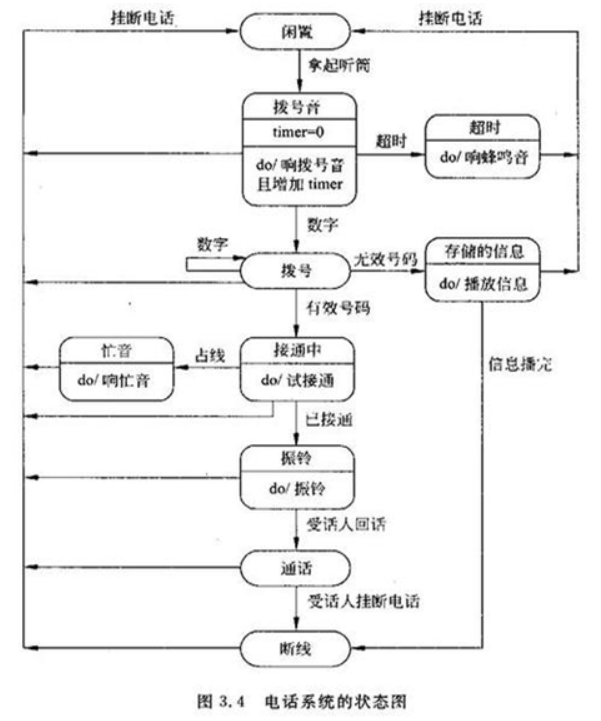 挂断电话
闲置
挂断电话
拿起听筒
拨号音
timer=0
do/响拨号音
且增加 timer
超时
超时
do/响蜂鸣音
数字
数字
拨号
无效号码
存储的信息
do/播放信息
有效号码
忙音
do/响忙音
占线
接通中
do/试接通
信息播完
已接通
振铃
do/振铃
受话人回话
通话
受话人挂断电话
断线
图 3.4 电话系统的状态图